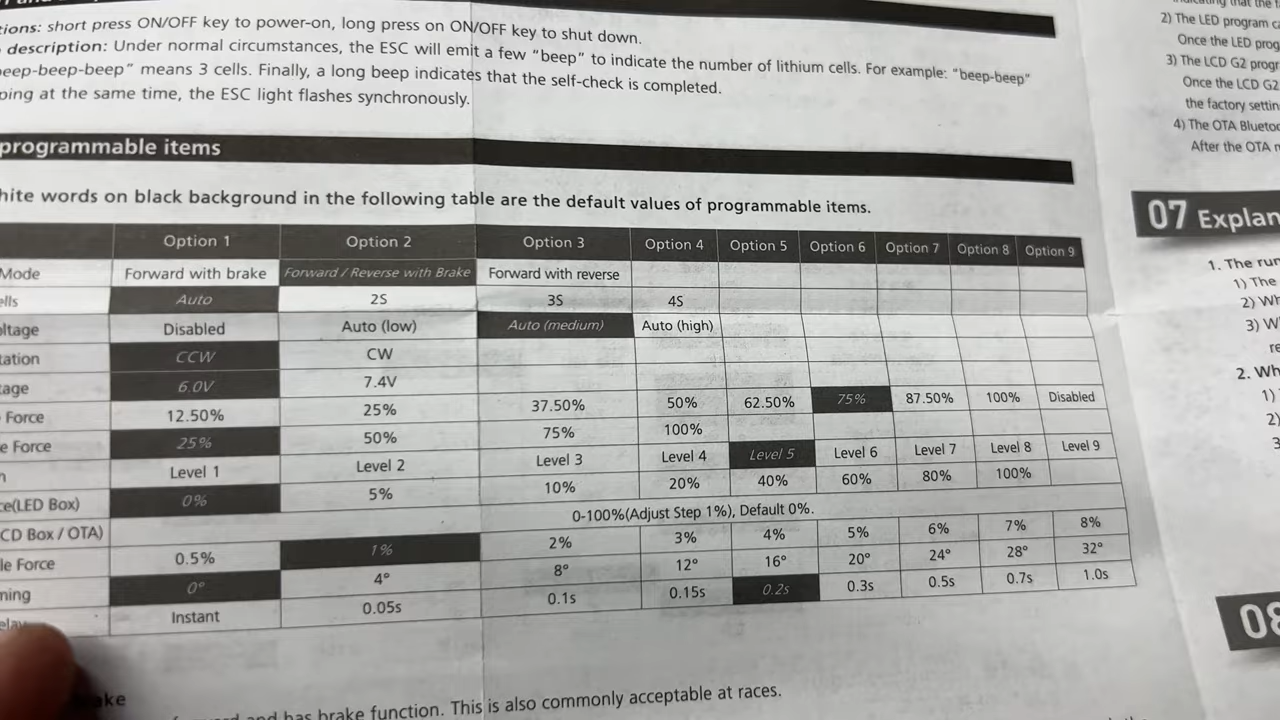 tions: short press ON/OFF key to power-on, long press on ON/OFF key to shut down.
description: Under normal circumstances, the ESC will emit a few "beep" to indicate the number of lithium cells. For example: "beep-beep"
eep-beep-beep" means 3 cells. Finally, a long beep indicates that the self-check is completed.
ping at the same time, the ESC light flashes synchronously.
programmable items
hite words on black background in the following table are the default values of programmable items.
Option 1 Option 2 Option 3 Option 4 Option 5 Option 6 Option 7 Option 8 Option 9
Mode Forward with brake Forward / Reverse with Brake Forward with reverse
ells Auto 2S 3S 4S
oltage Disabled Auto (low) Auto (medium) Auto (high)
tation CCW CW
tage 6.0V 7.4V
Force 12.50% 25% 37.50% 50% 62.50% 75% 87.50% 100% Disabled
e Force 25% 50% 75% 100%
h Level 1 Level 2 Level 3 Level 4 Level 5 Level 6 Level 7 Level 8 Level 9
ce(LED Box) 0% 5% 10% 20% 40% 60% 80% 100%
CD Box / OTA) 0-100%(Adjust Step 1%), Default 0%.
le Force 0.5% 1% 2% 3% 4% 5% 6% 7% 8%
ming 0° 4° 8° 12° 16° 20° 24° 28° 32°
elay Instant 0.05s 0.1s 0.15s 0.2s 0.3s 0.5s 0.7s 1.0s
ake
and has brake function. This is also commonly acceptable at races.
indicating that the f
2) The LED program c
Once the LED prog
3) The LCD G2 progr
Once the LCD G2
the factory settin
4) The OTA Bluetoo
After the OTA
07 Explan
1. The run
1) The
2) Wh
3) W
re
2. Wh
1)
2)
3
08